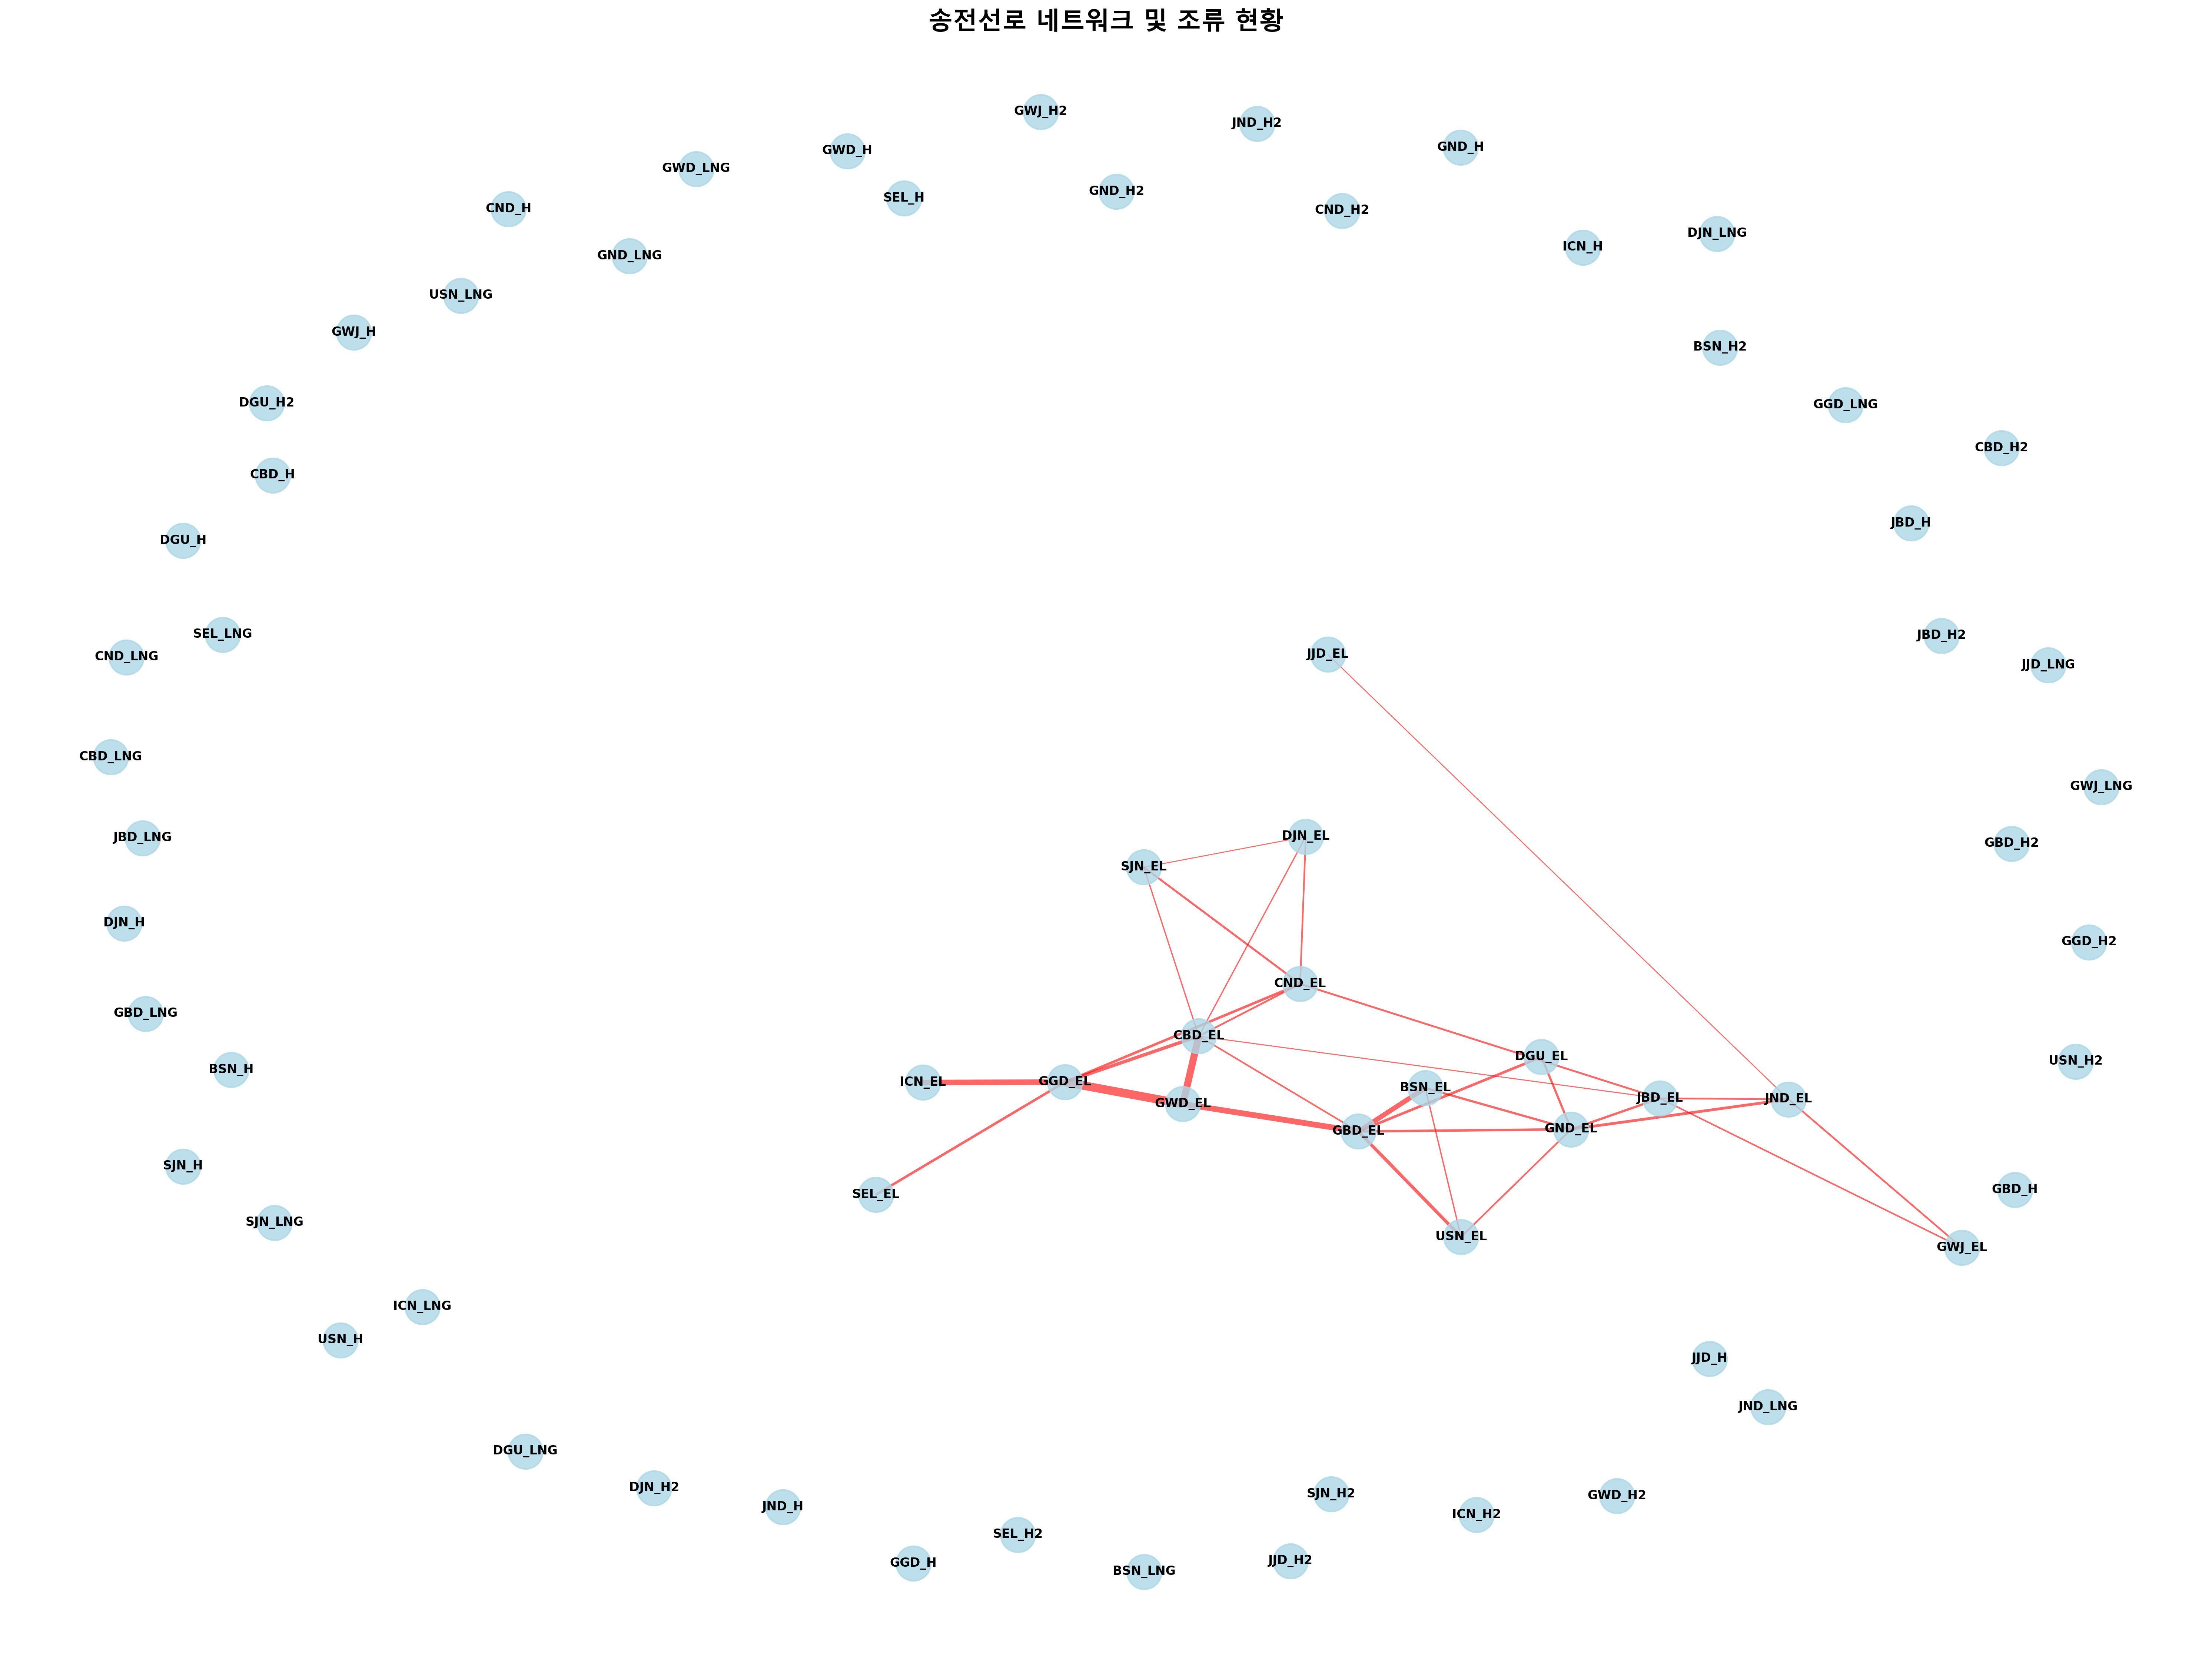 송전선로 네트워크 및 조류 현황
GWJ_H2
JND_H2
GND_H
GWD_H
GWD_LNG
GND_H2
SEL_H
CND_H
CND_H2
DJN_LNG
ICN_H
GND_LNG
USN_LNG
GWJ_H
BSN_H2
DGU_H2
GGD_LNG
CBD_H2
CBD_H
JBD_H
DGU_H
SEL_LNG
JBD_H2
CND_LNG
JJD_EL
JJD_LNG
CBD_LNG
GWJ_LNG
JBD_LNG
DJN_EL
GBD_H2
SJN_EL
DJN_H
GGD_H2
CND_EL
GBD_LNG
CBD_EL
DGU_EL
USN_H2
BSN_H
ICN_EL
GGD_EL
BSN_EL
GWD_EL
JBD_EL
JND_EL
GBD_EL
GND_EL
SJN_H
SEL_EL
GBD_H
SJN_LNG
USN_EL
GWJ_EL
ICN_LNG
USN_H
JJD_H
JND_LNG
DGU_LNG
DJN_H2
SJN_H2
GWD_H2
JND_H
ICN_H2
SEL_H2
GGD_H
JJD_H2
BSN_LNG